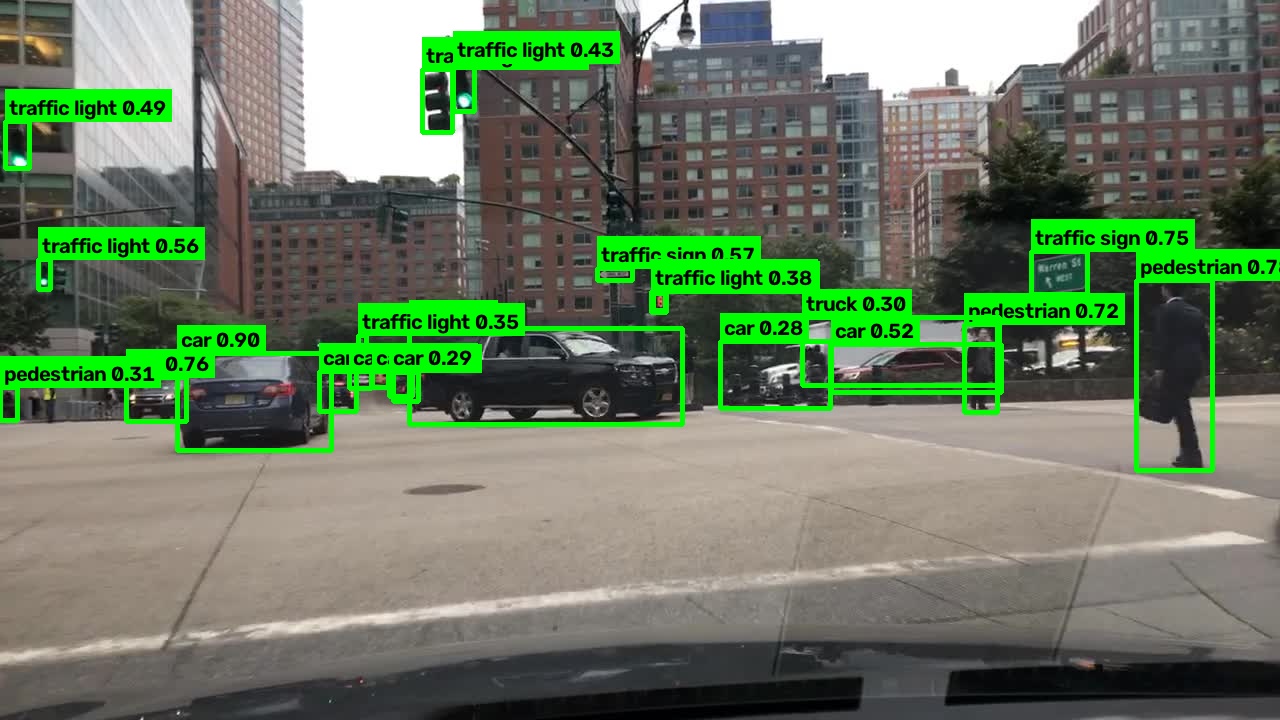 traffic light 0.43
tra
traffic light 0.49
traffic sign 0.75
traffic light 0.56
traffic sign 0.57
pedestrian 0.7
traffic light 0.38
Warren St
WEST
truck 0.30
pedestrian 0.72
traffic light 0.35
car 0.28
car 0.52
car 0.90
car 0.29
0.76
pedestrian 0.31